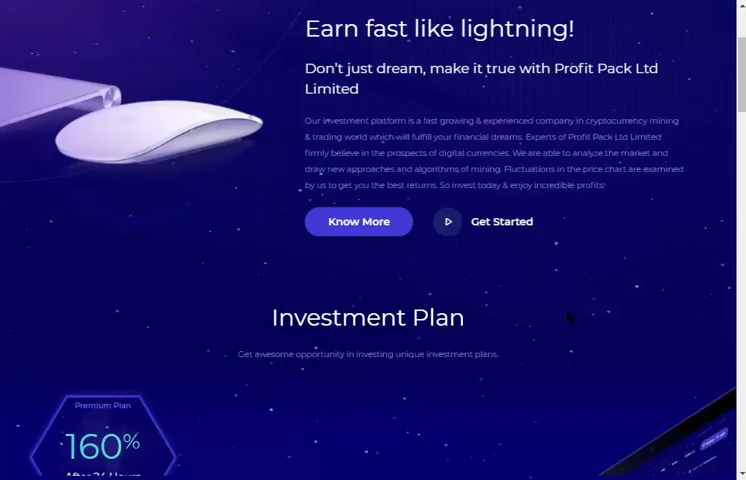 Earn fast like lightning!
Don't just dream, make it true with Profit Pack Ltd
Limited
Our investment platform is a fast growing & experienced company in cryptocurrency mining
& trading world which will fulfill your financial dreams. Experts of Profit Pack Ltd Limited
firmly believe in the prospects of digital currencies. We are able to analyze the market and
draw new approaches and algorithms of mining. Fluctuations in the price chart are examined
by us to get you the best returns. So invest today & enjoy incredible profits!
Know More
Get Started
Investment Plan
Get awesome opportunity in investing unique investment plans.
Premium Plan
160%
After 24 Hours